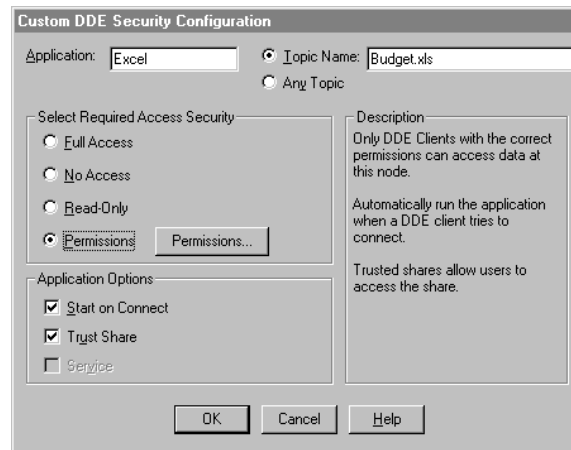 Custom DDE Security Configuration
Application: Excel Topic Name: Budget.xls
Any Topic
Select Required Access Security
Full Access
No Access
Read-Only
Permissions Permissions...
Application Options
Start on Connect
Trust Share
Service
Description
Only DDE Clients with the correct
permissions can access data at
this node.
Automatically run the application
when a DDE client tries to
connect.
Trusted shares allow users to
access the share.
OK Cancel Help